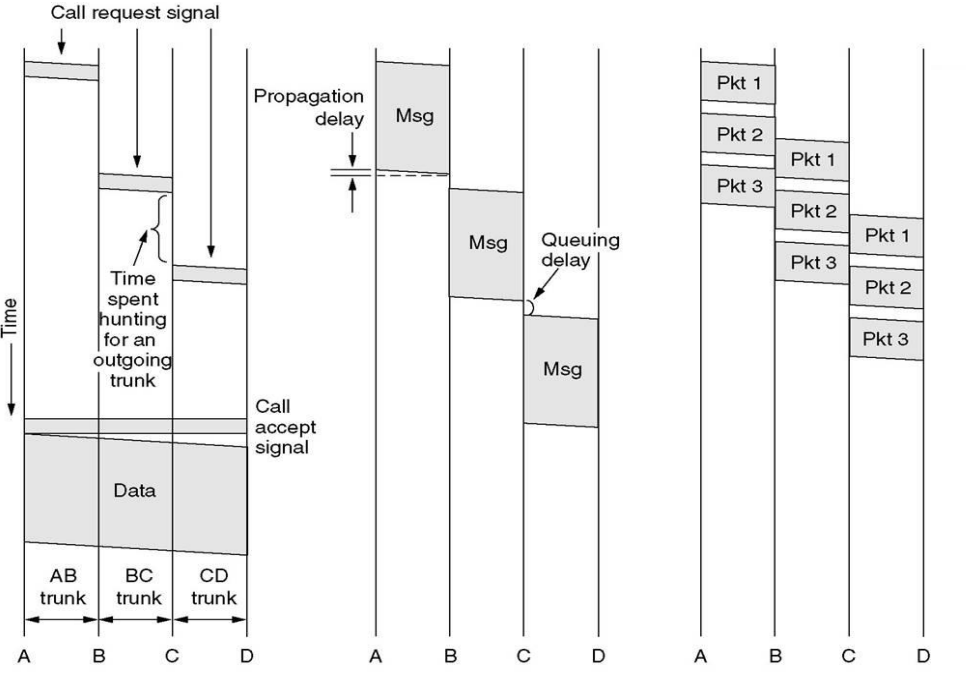 Call request signal
Time
spent
hunting
for an
outgoing
trunk
Time
Call
accept
signal
Data
AB
trunk
BC
trunk
CD
trunk
A
B
C
D
Propagation
delay
Msg
Msg
Queuing
delay
Msg
A
B
C
D
Pkt 1
Pkt 2
Pkt 3
Pkt 1
Pkt 2
Pkt 3
Pkt 1
Pkt 2
Pkt 3
A
B
C
D